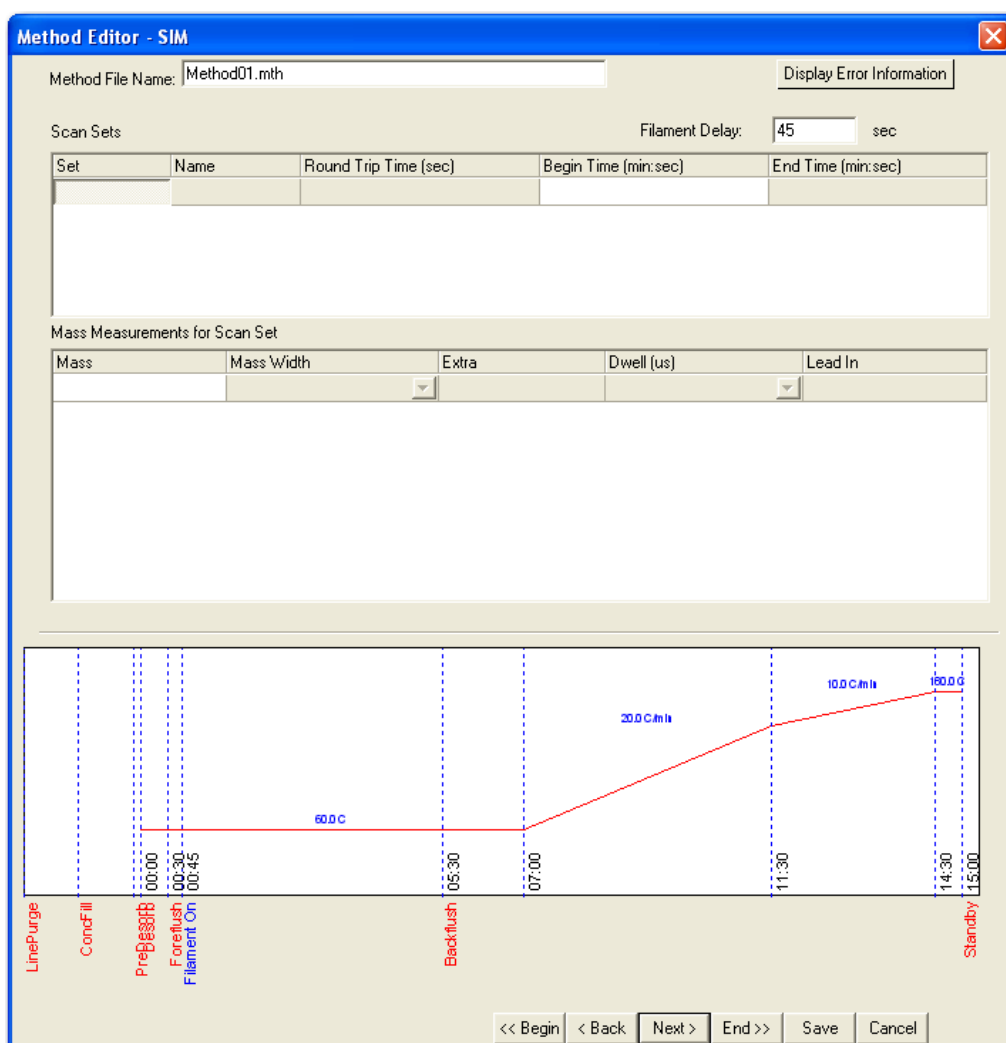 Method Editor - SIM
Method File Name: Method01.mth Display Error Information
Scan Sets Filament Delay: 45 sec
Set Name Round Trip Time (sec) Begin Time (min:sec) End Time (min:sec)
Mass Measurements for Scan Set
Mass Mass Width Extra Dwell (us) Lead In
10.0 C/min 180.0 C
20.0 C/min
60.0 C
00:00 00:30 00:45 05:30 07:00 11:30 14:30 15:00
LinePurge ConcFill PreDesorb Desorb Foreflush Filament On Backflush Standby
<< Begin < Back Next > End >> Save Cancel